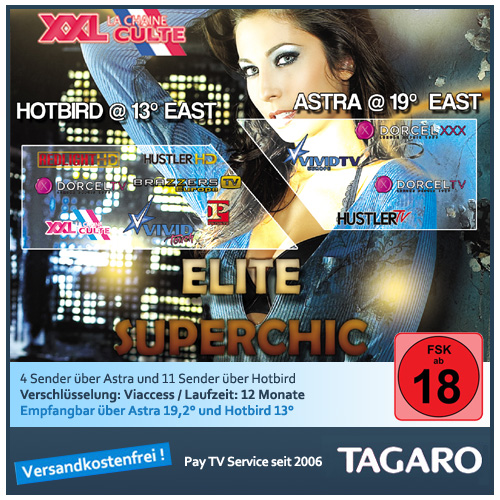 XXL LA CHAINE CULTE
HOTBIRD @ 13º EAST
ASTRA @ 19º EAST
REDLIGHT HD HUSTLER HD
DORCEL TV BRAZZERS TV Europe
XXL CULTE VIVID
DORCEL XXX
VIVID TV EUROPE
DORCEL TV
HUSTLER TV
ELITE
SUPERCHIC
FSK
ab
18
4 Sender über Astra und 11 Sender über Hotbird
Verschlüsselung: Viaccess / Laufzeit: 12 Monate
Empfangbar über Astra 19,2° und Hotbird 13°
Versandkostenfrei !
Pay TV Service seit 2006
TAGARO